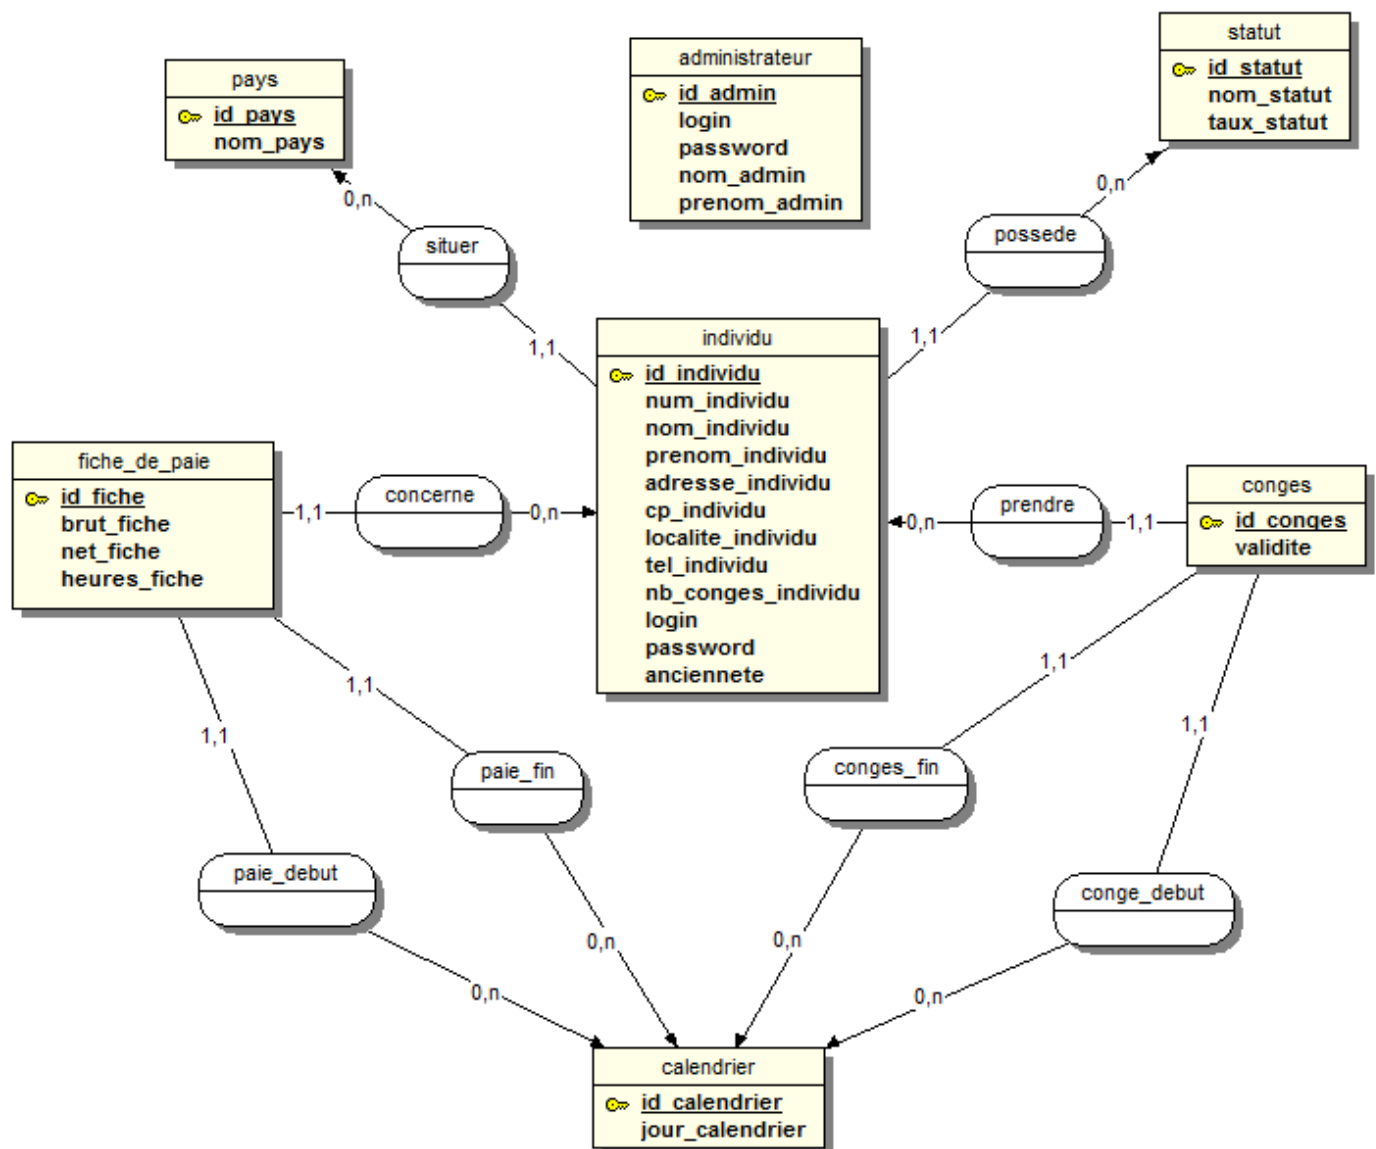 statut
id_statut
nom_statut
taux_statut
administrateur
id_admin
login
password
nom_admin
prenom_admin
pays
id_pays
nom_pays
0,n
0,n
situer
possede
1,1
1,1
individu
id_individu
num_individu
nom_individu
prenom_individu
adresse_individu
cp_individu
localite_individu
tel_individu
nb_conges_individu
login
password
anciennete
fiche_de_paie
id_fiche
brut_fiche
net_fiche
heures_fiche
1,1
concerne
0,n
0,n
prendre
1,1
conges
id_conges
validite
1,1
1,1
1,1
1,1
paie_fin
conges_fin
paie_debut
conge_debut
0,n
0,n
0,n
0,n
calendrier
id_calendrier
jour_calendrier